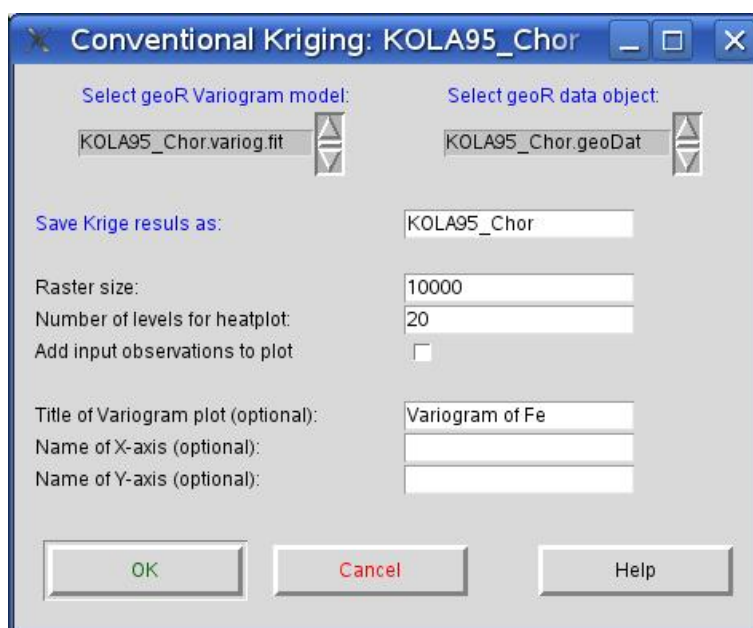 Conventional Kriging: KOLA95_Chor
Select geoR Variogram model: Select geoR data object:
KOLA95_Chor.variog.fit KOLA95_Chor.geoDat
Save Krige resuls as: KOLA95_Chor
Raster size: 10000
Number of levels for heatplot: 20
Add input observations to plot
Title of Variogram plot (optional): Variogram of Fe
Name of X-axis (optional):
Name of Y-axis (optional):
OK Cancel Help